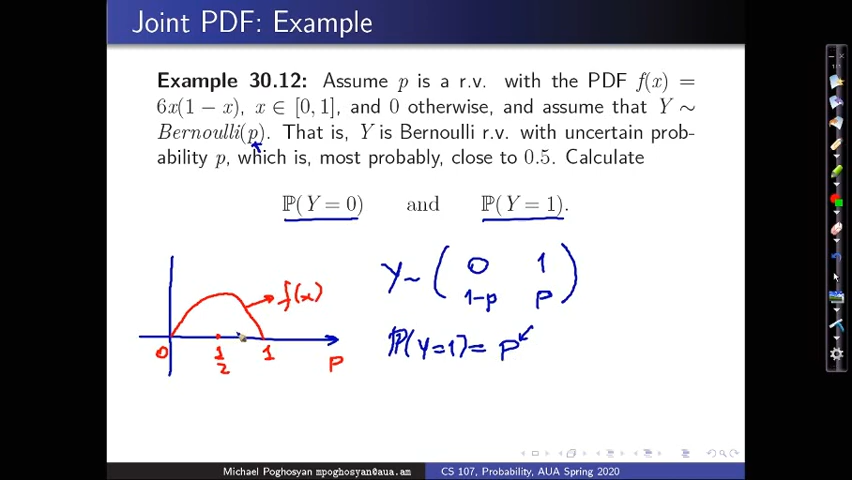 Joint PDF: Example
Example 30.12: Assume p is a r.v. with the PDF f(x) =
6x(1 − x), x ∈ [0, 1], and 0 otherwise, and assume that Y ∼
Bernoulli(p). That is, Y is Bernoulli r.v. with uncertain prob-
ability p, which is, most probably, close to 0.5. Calculate
ℙ(Y = 0) and ℙ(Y = 1).
Y ~ ( 0 1
1-p p )
f(x)
ℙ(Y=1) = p
0 1/2 1 p
Michael Poghosyan mpoghosyan@aua.am CS 107, Probability, AUA Spring 2020